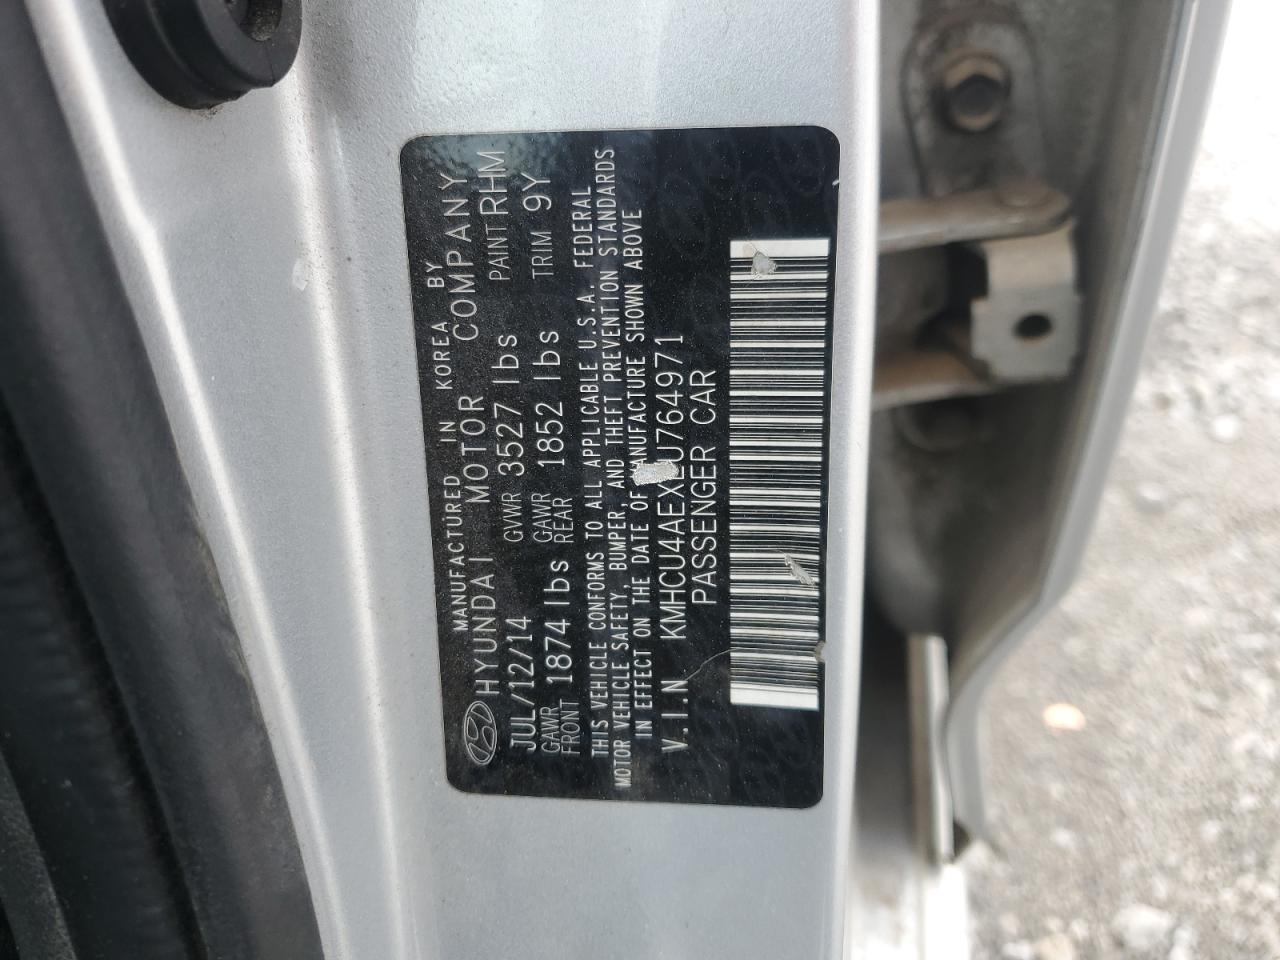 MANUFACTURED IN KOREA BY
HYUNDAI MOTOR COMPANY
JUL/12/14 GVWR 3527 lbs PAINT RHM
GAWR FRONT 1874 lbs GAWR REAR 1852 lbs TRIM 9Y
THIS VEHICLE CONFORMS TO ALL APPLICABLE U.S.A. FEDERAL
MOTOR VEHICLE SAFETY, BUMPER, AND THEFT PREVENTION STANDARDS
IN EFFECT ON THE DATE OF MANUFACTURE SHOWN ABOVE
V.I.N
PASSENGER CAR